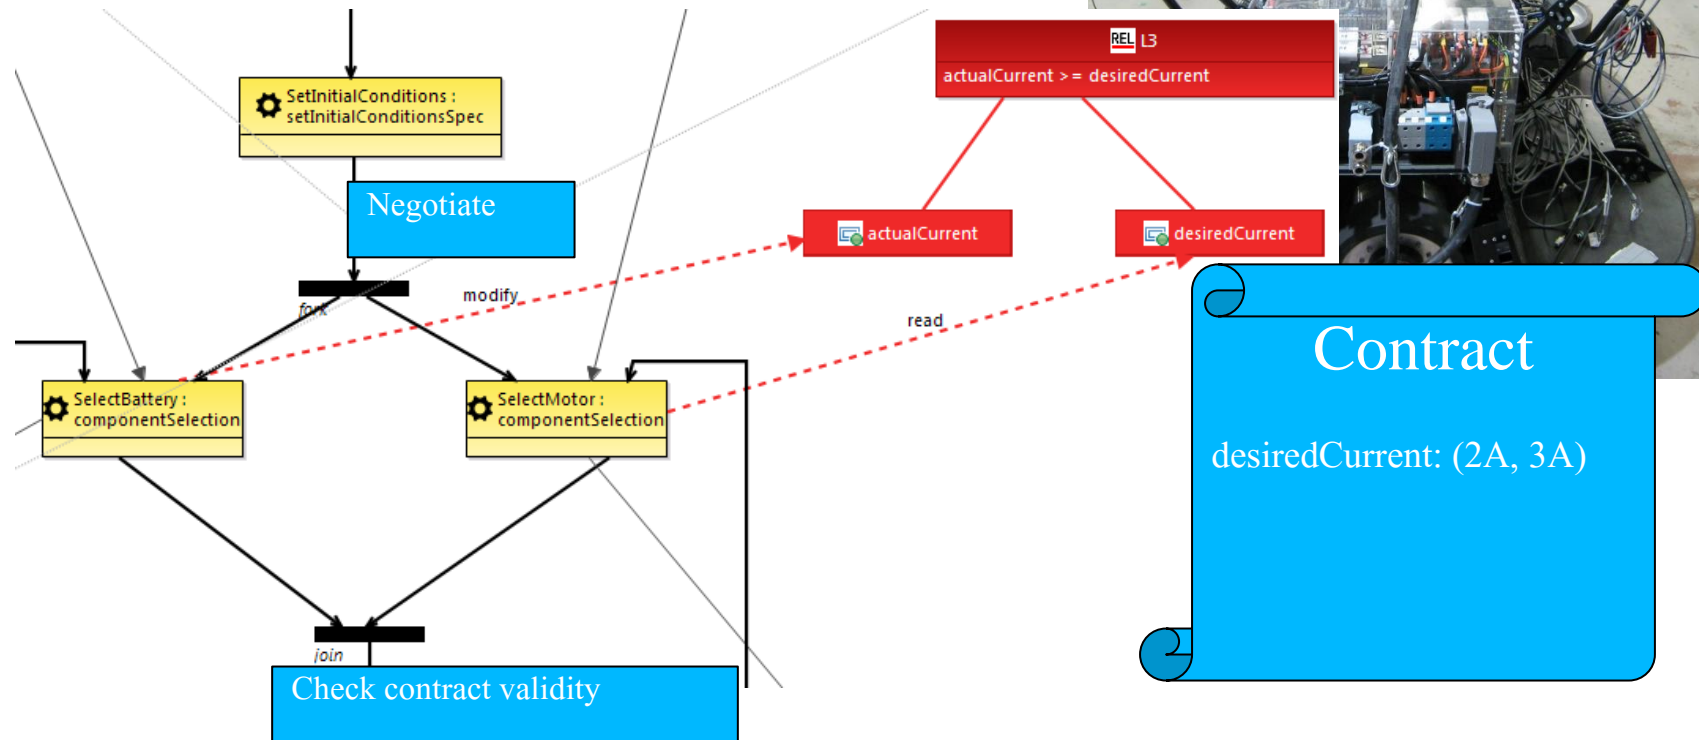 REL L3
actualCurrent >= desiredCurrent
SetInitialConditions :
setInitialConditionsSpec
Negotiate
actualCurrent
desiredCurrent
fork
modify
read
Contract
desiredCurrent: (2A, 3A)
SelectBattery :
componentSelection
SelectMotor :
componentSelection
join
Check contract validity